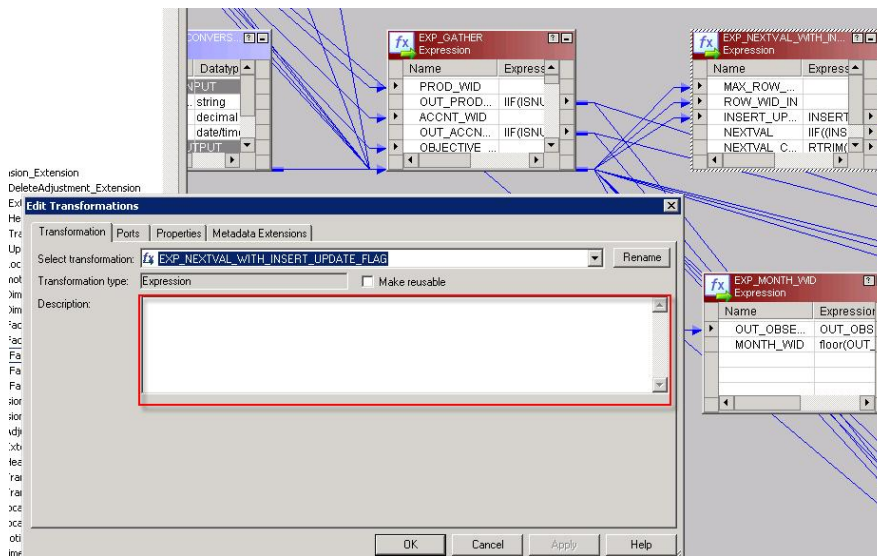 CONVERS...
Datatyp
INPUT
string
decimal
date/time
OUTPUT
EXP_GATHER
Expression
Name Express
PROD_WID
OUT_PROD... IIF(ISNU
ACCNT_WID
OUT_ACCN... IIF(ISNU
OBJECTIVE_...
EXP_NEXTVAL_WITH_IN...
Expression
Name Express
MAX_ROW_...
ROW_WID_IN
INSERT_UP... INSERT
NEXTVAL IIF((INS
NEXTVAL_C... RTRIM(
sion_Extension
DeleteAdjustment_Extension
Edit Transformations
Transformation Ports Properties Metadata Extensions
Select transformation: fx EXP_NEXTVAL_WITH_INSERT_UPDATE_FLAG Rename
Transformation type: Expression Make reusable
Description:
EXP_MONTH_WID
Expression
Name Expression
OUT_OBSE... OUT_OBS
MONTH_WID floor(OUT_
OK Cancel Apply Help